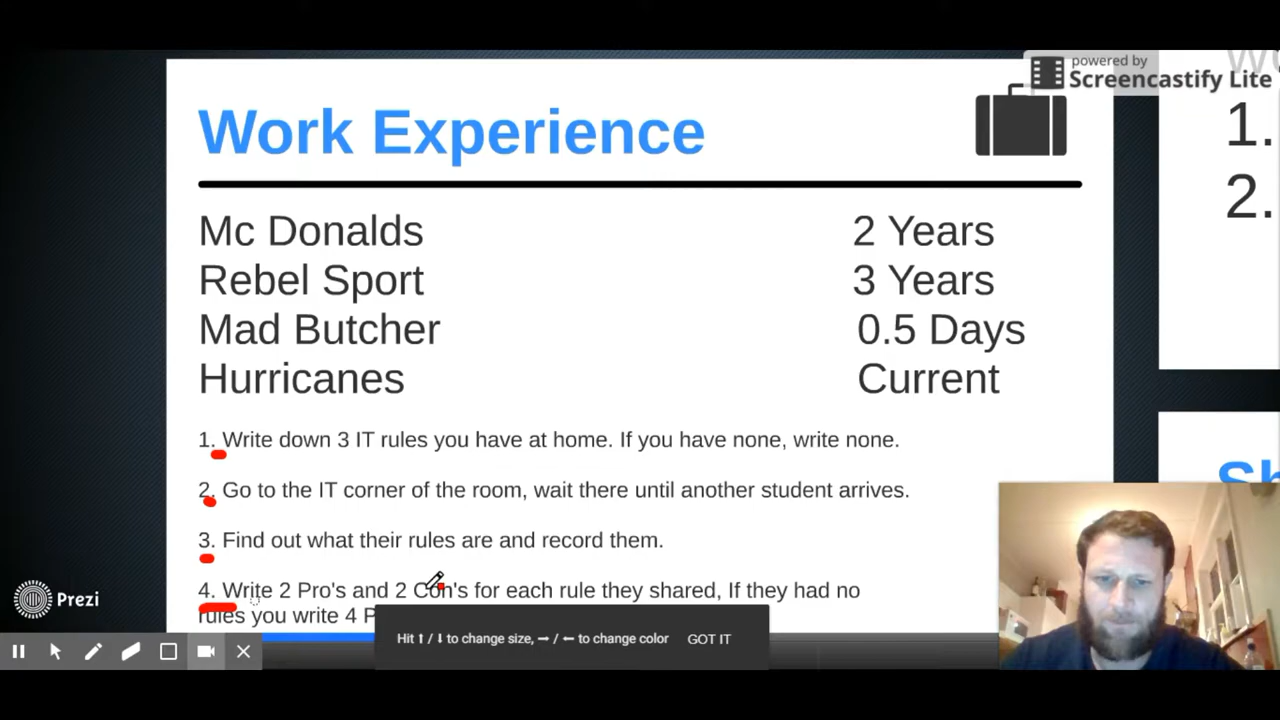 powered by
Screencastify Lite
Work Experience
1.
2.
Mc Donalds 2 Years
Rebel Sport 3 Years
Mad Butcher 0.5 Days
Hurricanes Current
1. Write down 3 IT rules you have at home. If you have none, write none.
2. Go to the IT corner of the room, wait there until another student arrives.
3. Find out what their rules are and record them.
4. Write 2 Pro's and 2 Con's for each rule they shared, If they had no
rules you write 4 P
Prezi
Hit ⬆ / ⬇ to change size, ➡ / ⬅ to change color GOT IT